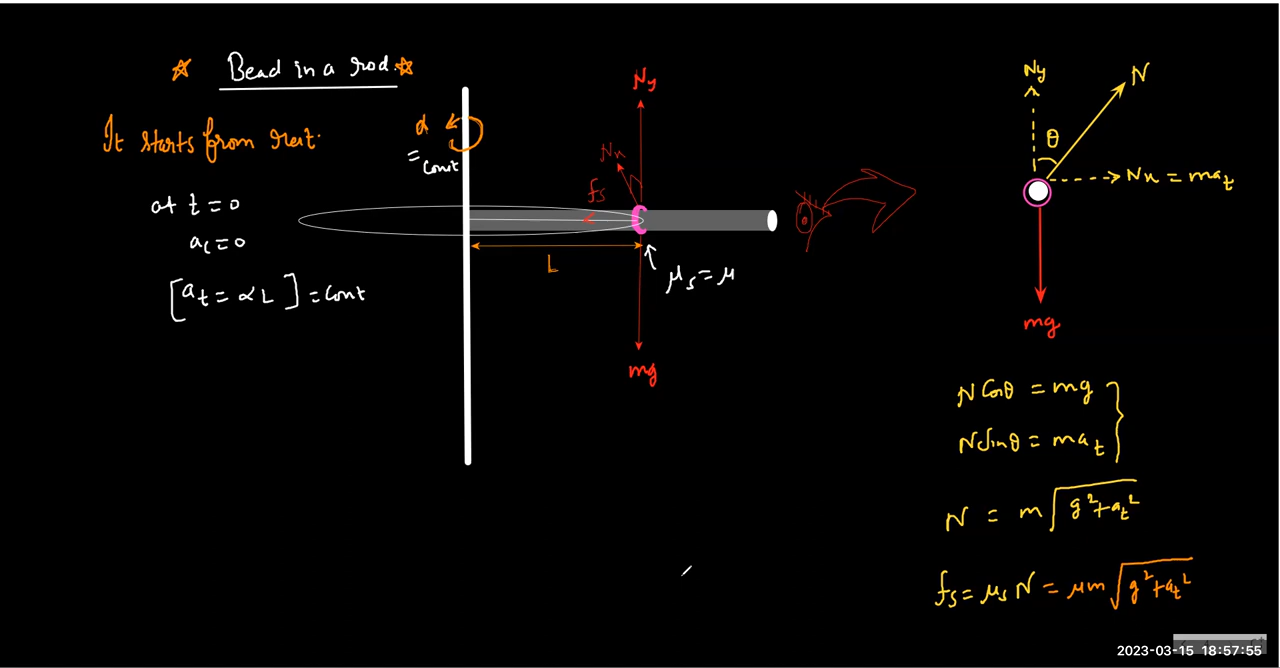 ☆ Bead in a rod. ☆
It starts from rest.
at t = 0
a_c = 0
[a_t = αL] = Const
α
= Const
N_y
N_x
f_s
L
μ_s = μ
mg
N_y
N
θ
N_x = ma_t
mg
N Cosθ = mg
N Sinθ = ma_t
N = m√(g² + a_t²)
f_s = μ_s N = μm√(g² + a_t²)
2023-03-15 18:57:55